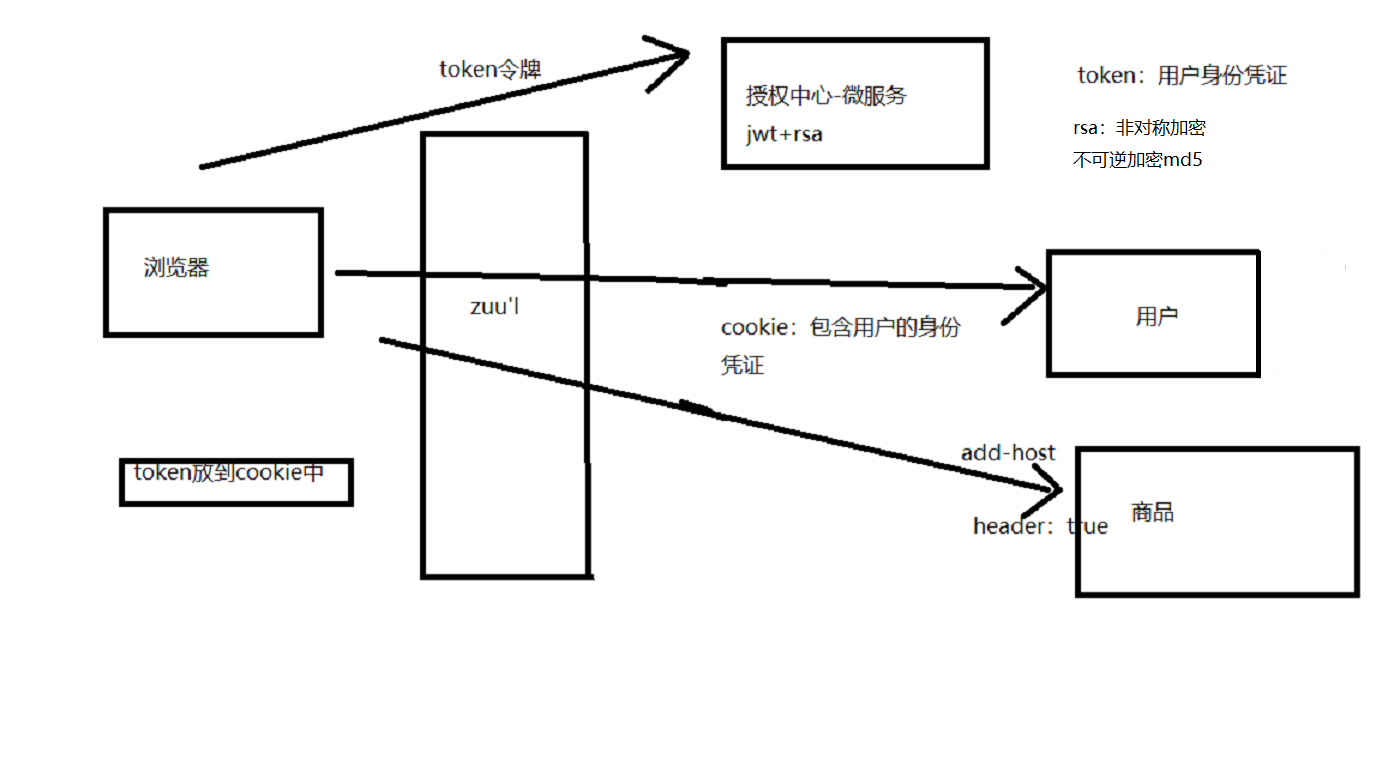 token令牌
授权中心-微服务
jwt+rsa
token：用户身份凭证
rsa：非对称加密
不可逆加密md5
浏览器
zuu'l
cookie：包含用户的身份
凭证
用户
token放到cookie中
add-host
header：true
商品